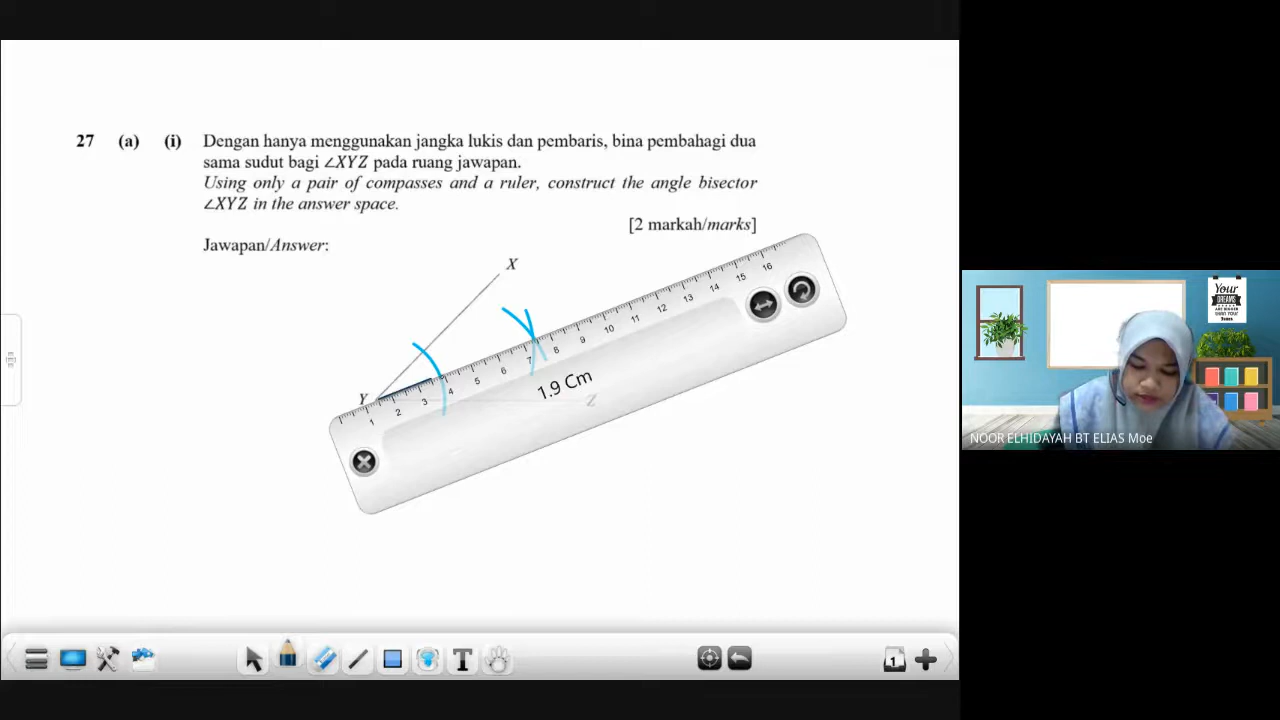 27 (a) (i) Dengan hanya menggunakan jangka lukis dan pembaris, bina pembahagi dua
sama sudut bagi ∠XYZ pada ruang jawapan.
Using only a pair of compasses and a ruler, construct the angle bisector
∠XYZ in the answer space.
[2 markah/marks]
Jawapan/Answer:
X
Y
Z
1 2 3 4 5 6 7 8 9 10 11 12 13 14 15 16
1.9 Cm
Your
DREAMS
NOOR ELHIDAYAH BT ELIAS Moe
T
1